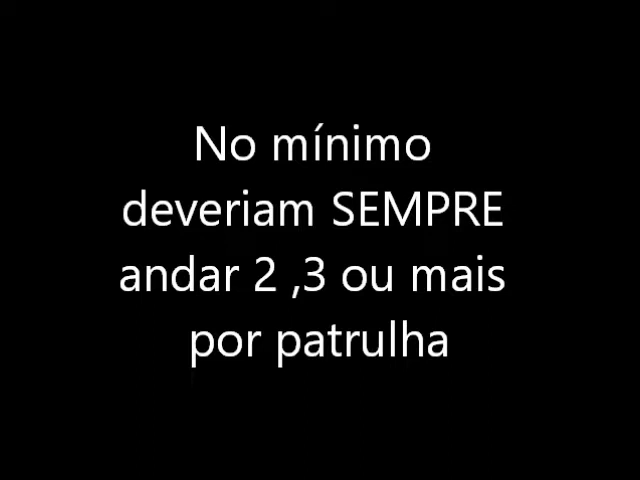 No mínimo
deveriam SEMPRE
andar 2 ,3 ou mais
por patrulha